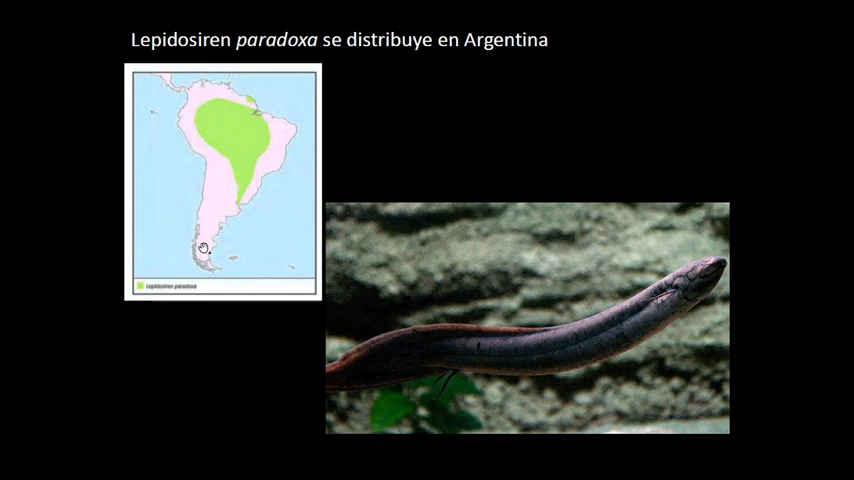 Lepidosiren paradoxa se distribuye en Argentina
Lepidosiren paradoxa